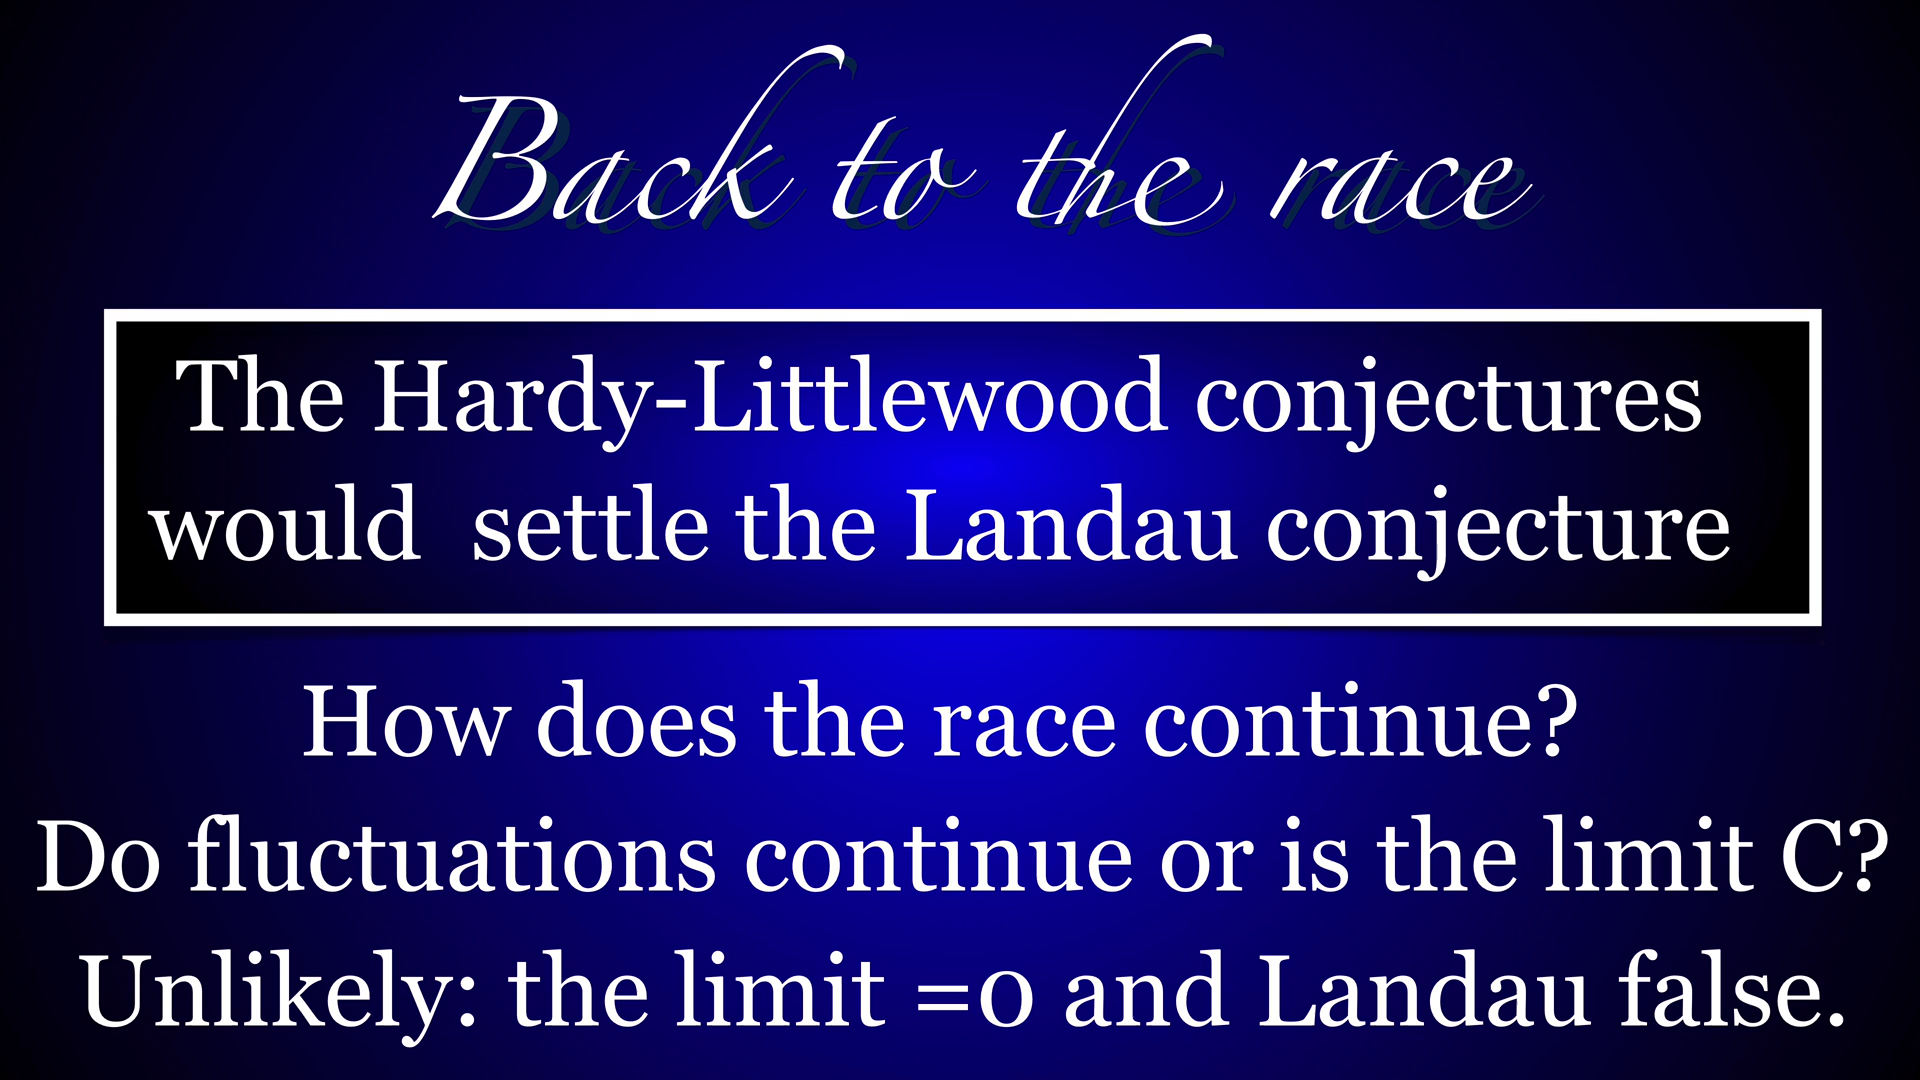 Back to the race
The Hardy-Littlewood conjectures
would settle the Landau conjecture
How does the race continue?
Do fluctuations continue or is the limit C?
Unlikely: the limit =0 and Landau false.